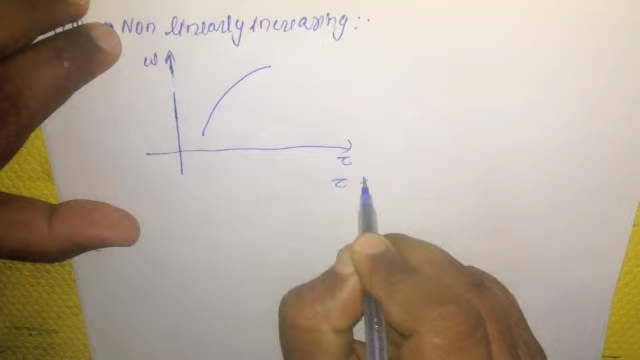 Non linearly increasing:-
ω
τ
τ